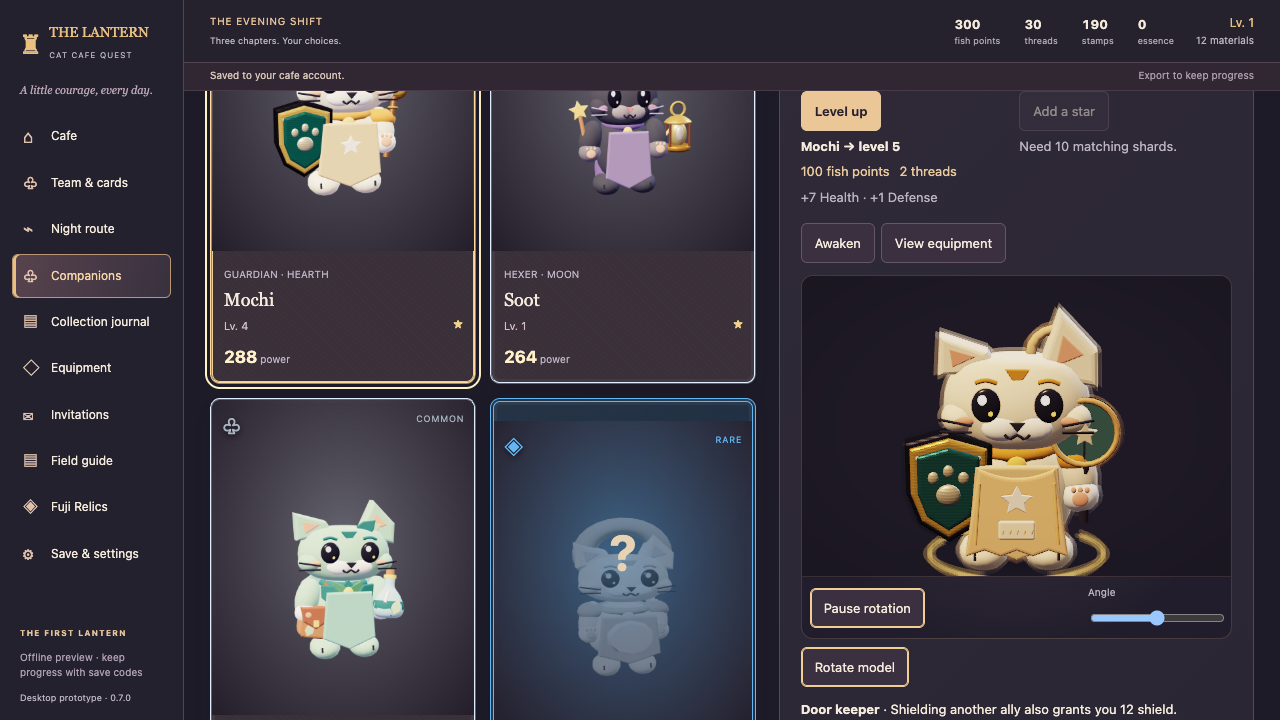 THE LANTERN
CAT CAFE QUEST
A little courage, every day.
Cafe
Team & cards
Night route
Companions
Collection journal
Equipment
Invitations
Field guide
Fuji Relics
Save & settings
THE FIRST LANTERN
Offline preview · keep
progress with save codes
Desktop prototype · 0.7.0
THE EVENING SHIFT
Three chapters. Your choices.
300
fish points
30
threads
190
stamps
0
essence
Lv. 1
12 materials
Saved to your cafe account.
Export to keep progress
GUARDIAN · HEARTH
Mochi
Lv. 4
288 power
HEXER · MOON
Soot
Lv. 1
264 power
COMMON
RARE
?
Level up
Mochi → level 5
100 fish points 2 threads
+7 Health · +1 Defense
Add a star
Need 10 matching shards.
Awaken
View equipment
Pause rotation
Angle
Rotate model
Door keeper · Shielding another ally also grants you 12 shield.